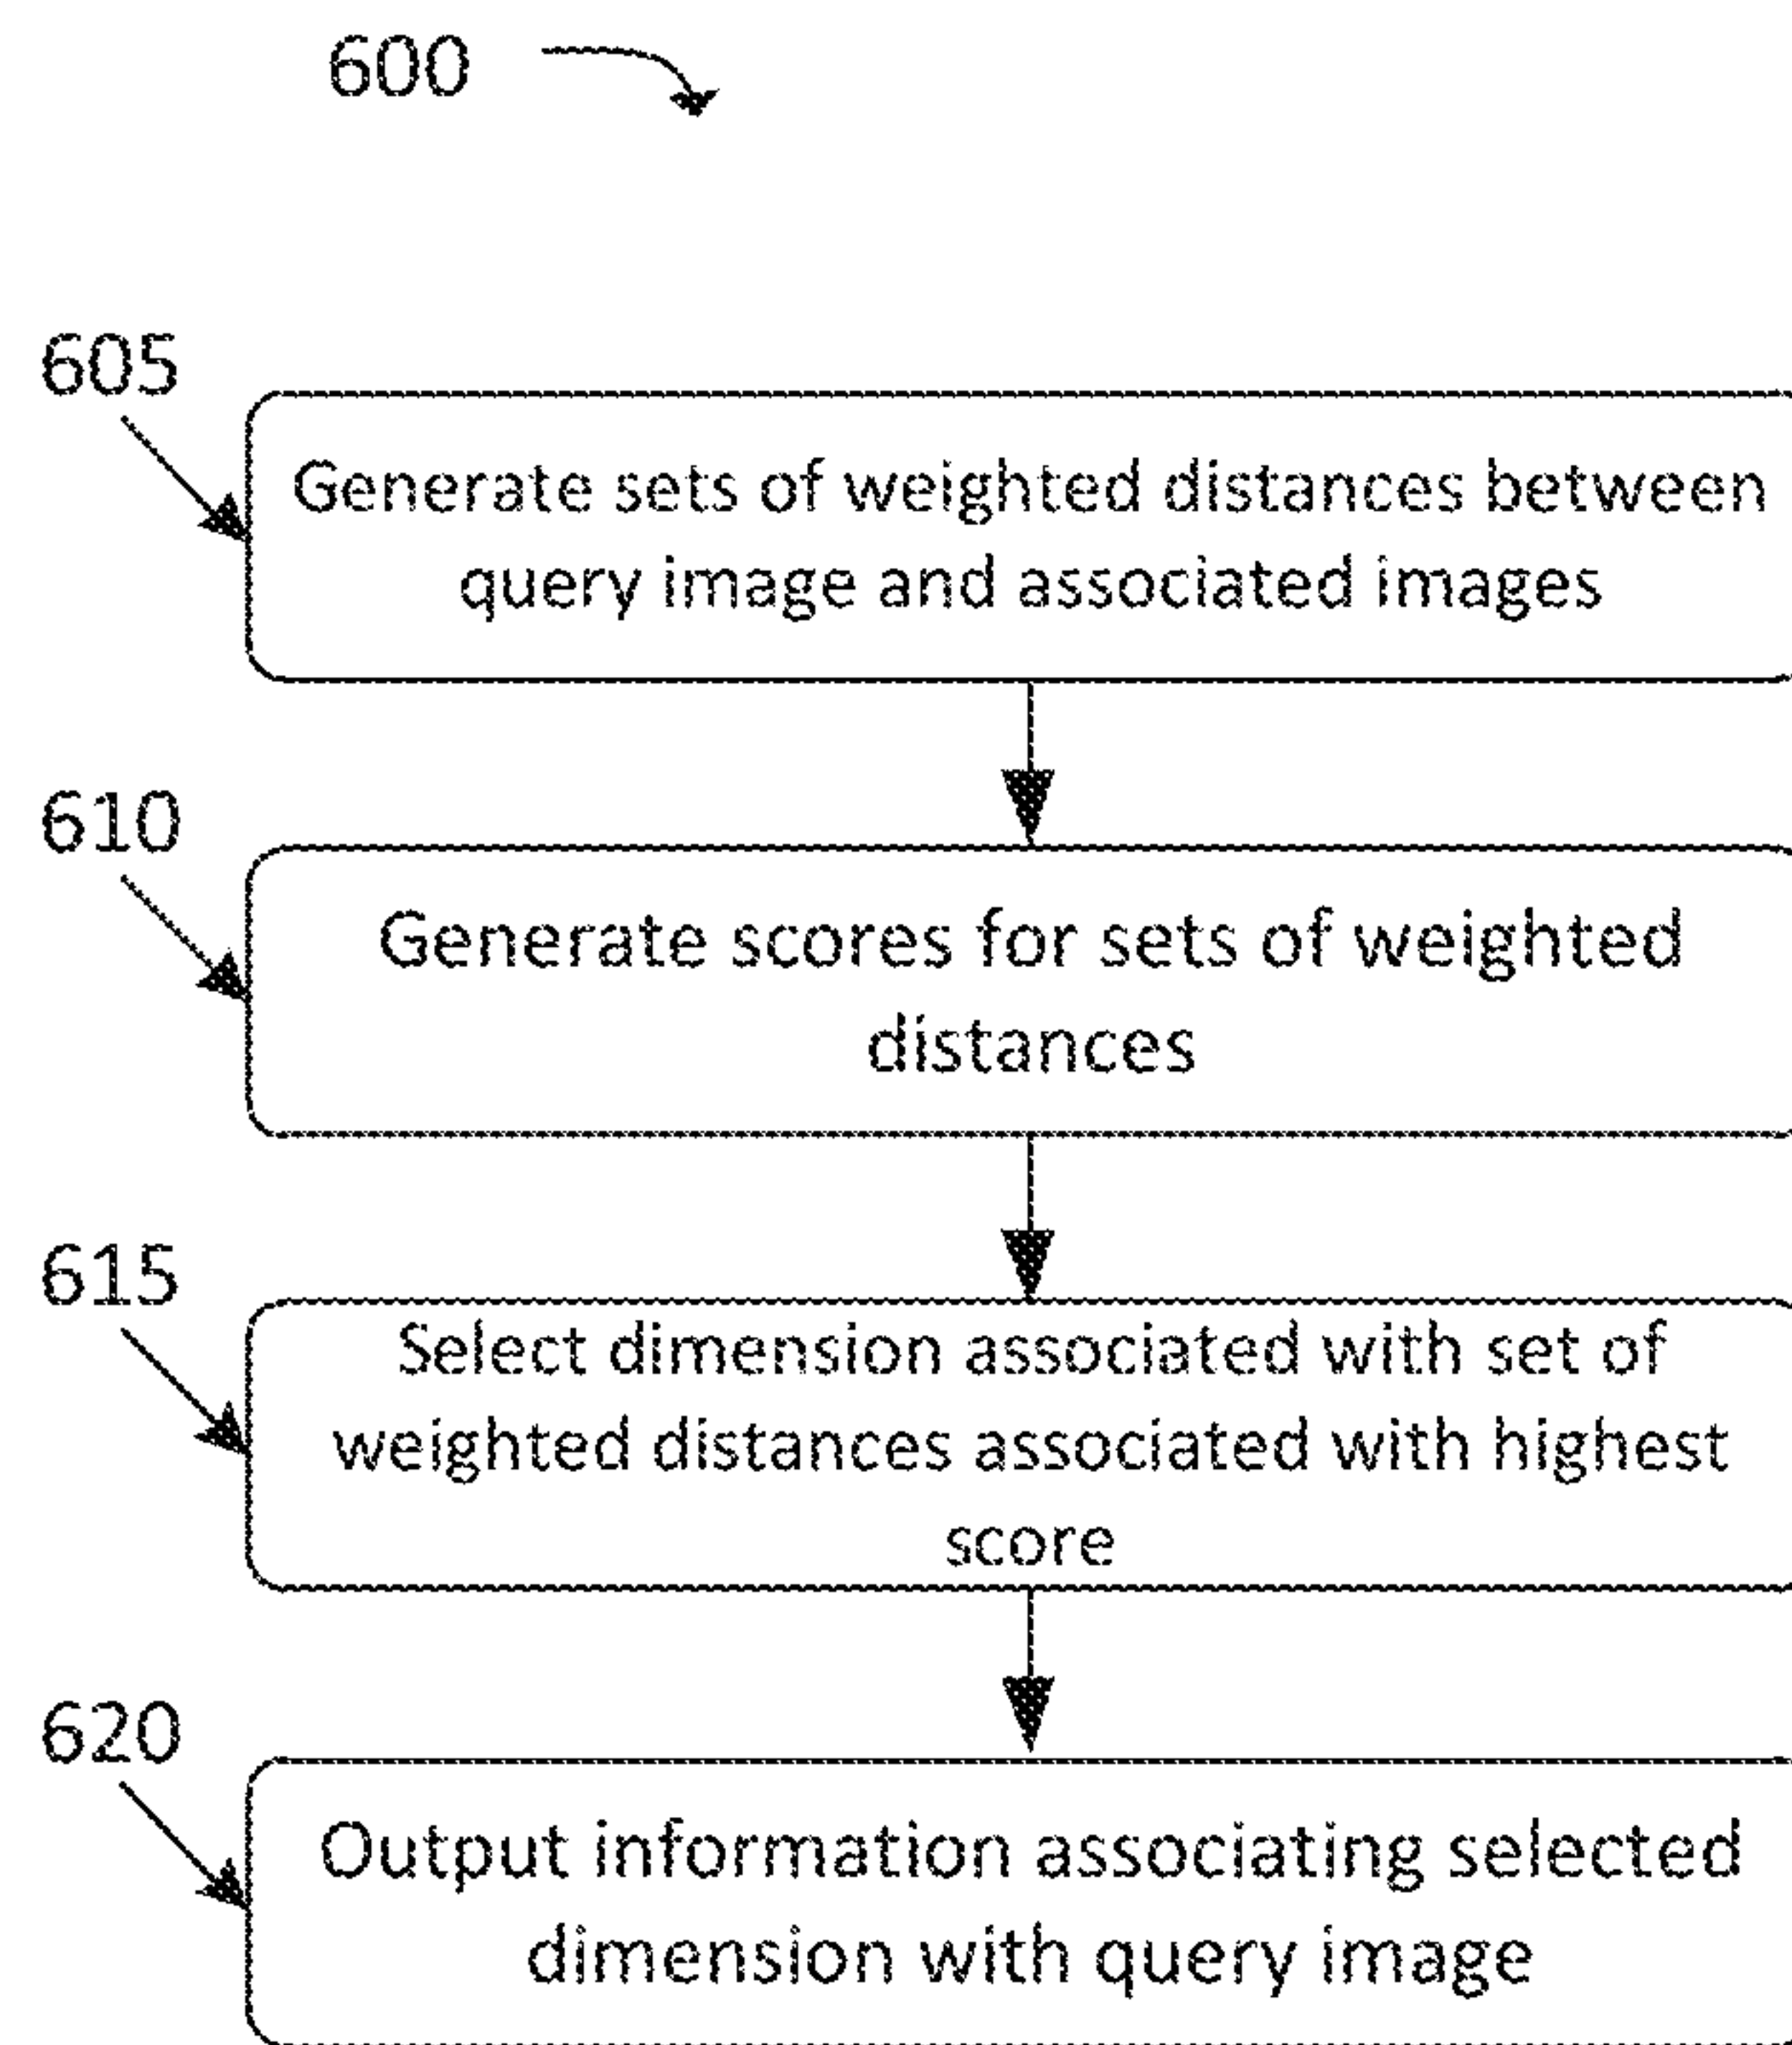 600
605
Generate sets of weighted distances between
query image and associated images
610
Generate scores for sets of weighted
distances
615
Select dimension associated with set of
weighted distances associated with highest
score
620
Output information associating selected
dimension with query image